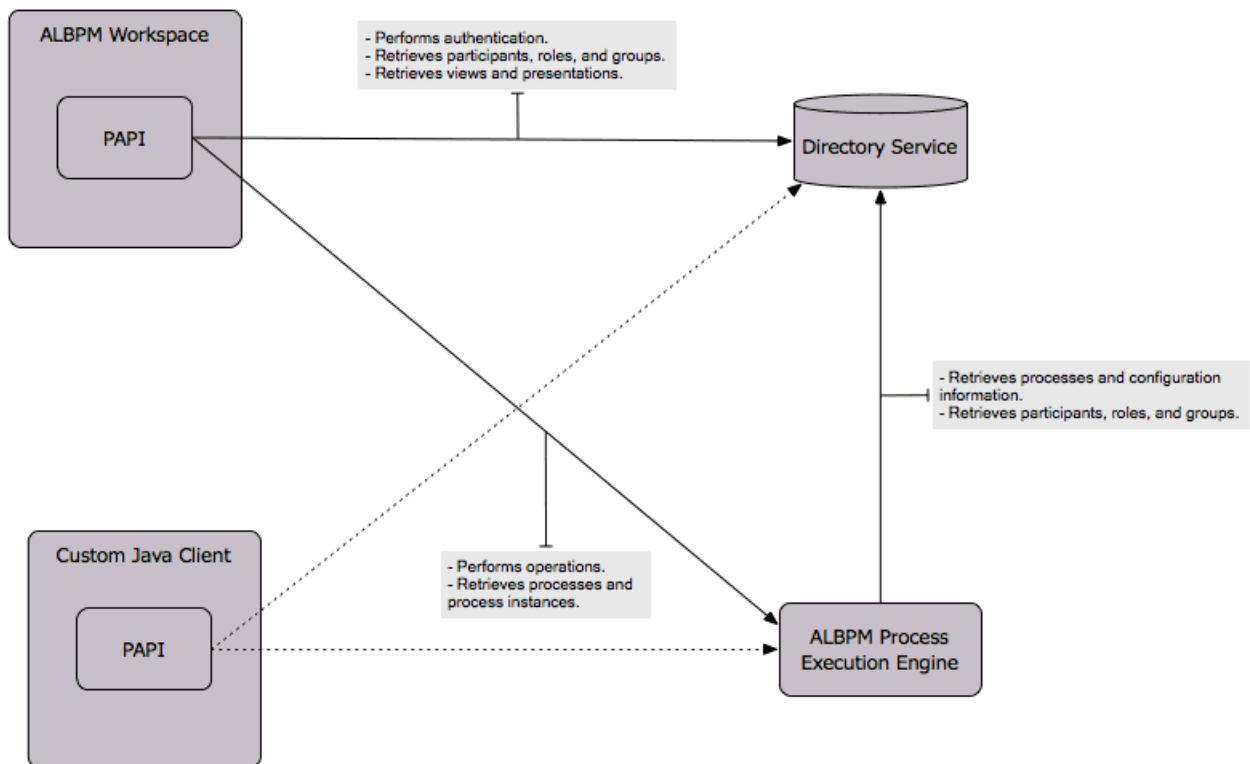 ALBPM Workspace
PAPI
- Performs authentication.
- Retrieves participants, roles, and groups.
- Retrieves views and presentations.
Directory Service
- Retrieves processes and configuration
information.
- Retrieves participants, roles, and groups.
Custom Java Client
PAPI
- Performs operations.
- Retrieves processes and
process instances.
ALBPM Process
Execution Engine